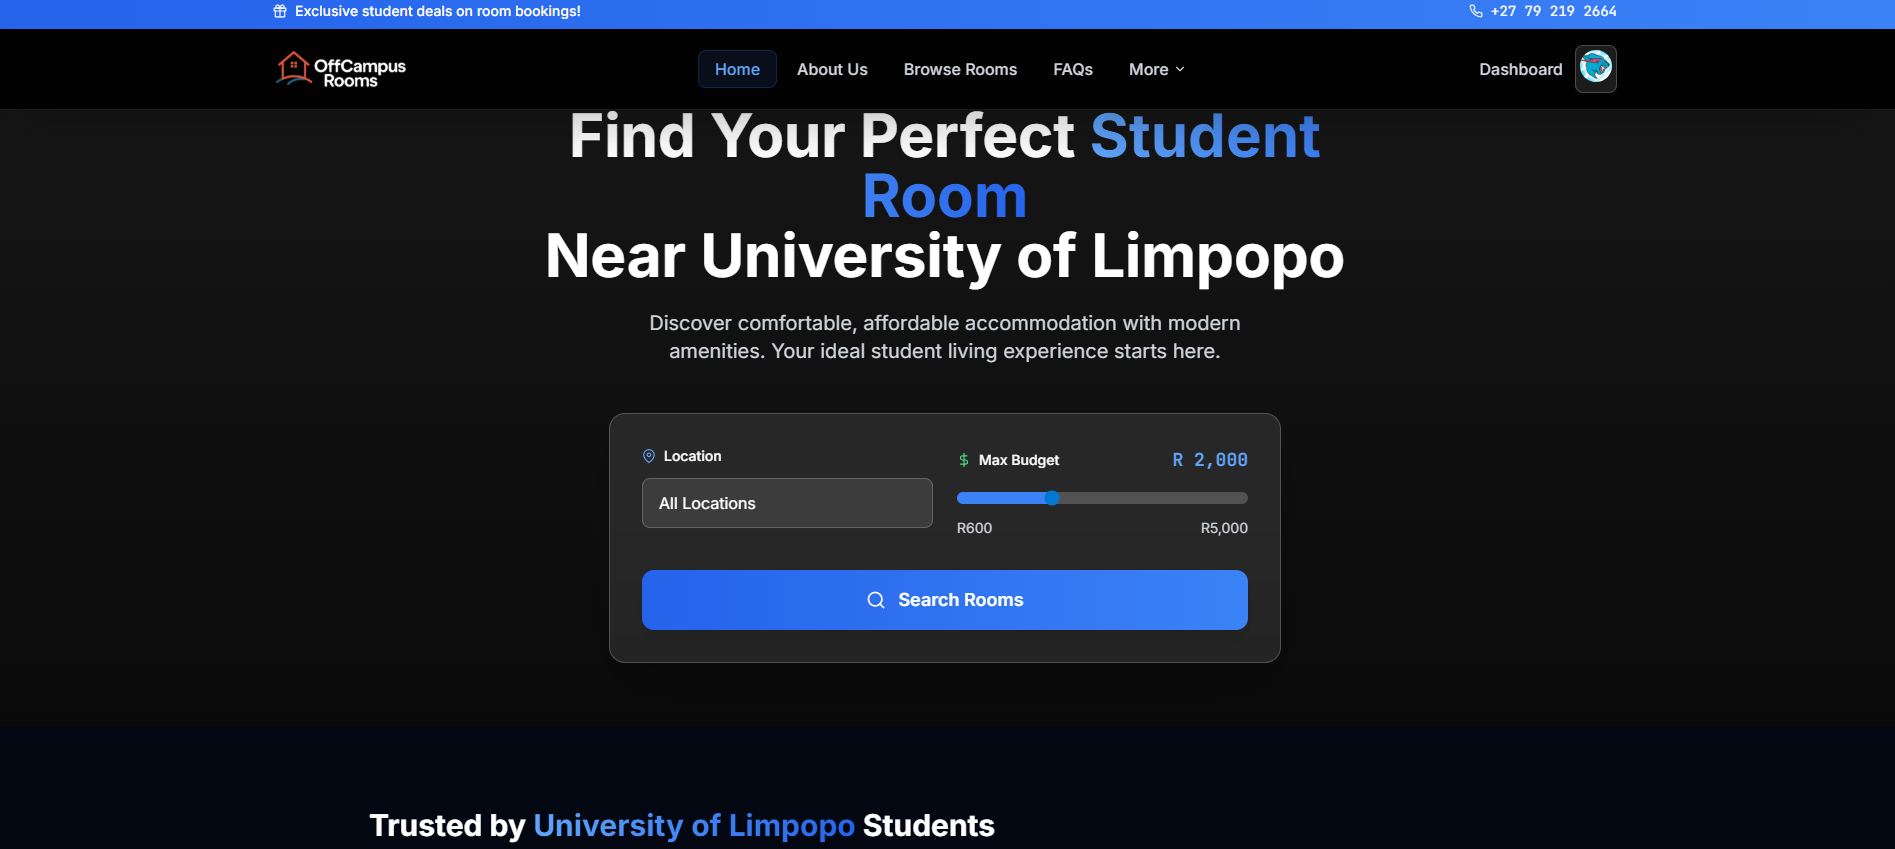 Exclusive student deals on room bookings!
+27 79 219 2664
OffCampus
Rooms
Home
About Us
Browse Rooms
FAQs
More
Dashboard
Find Your Perfect Student
Room
Near University of Limpopo
Discover comfortable, affordable accommodation with modern
amenities. Your ideal student living experience starts here.
Location
All Locations
$ Max Budget
R 2,000
R600
R5,000
Search Rooms
Trusted by University of Limpopo Students